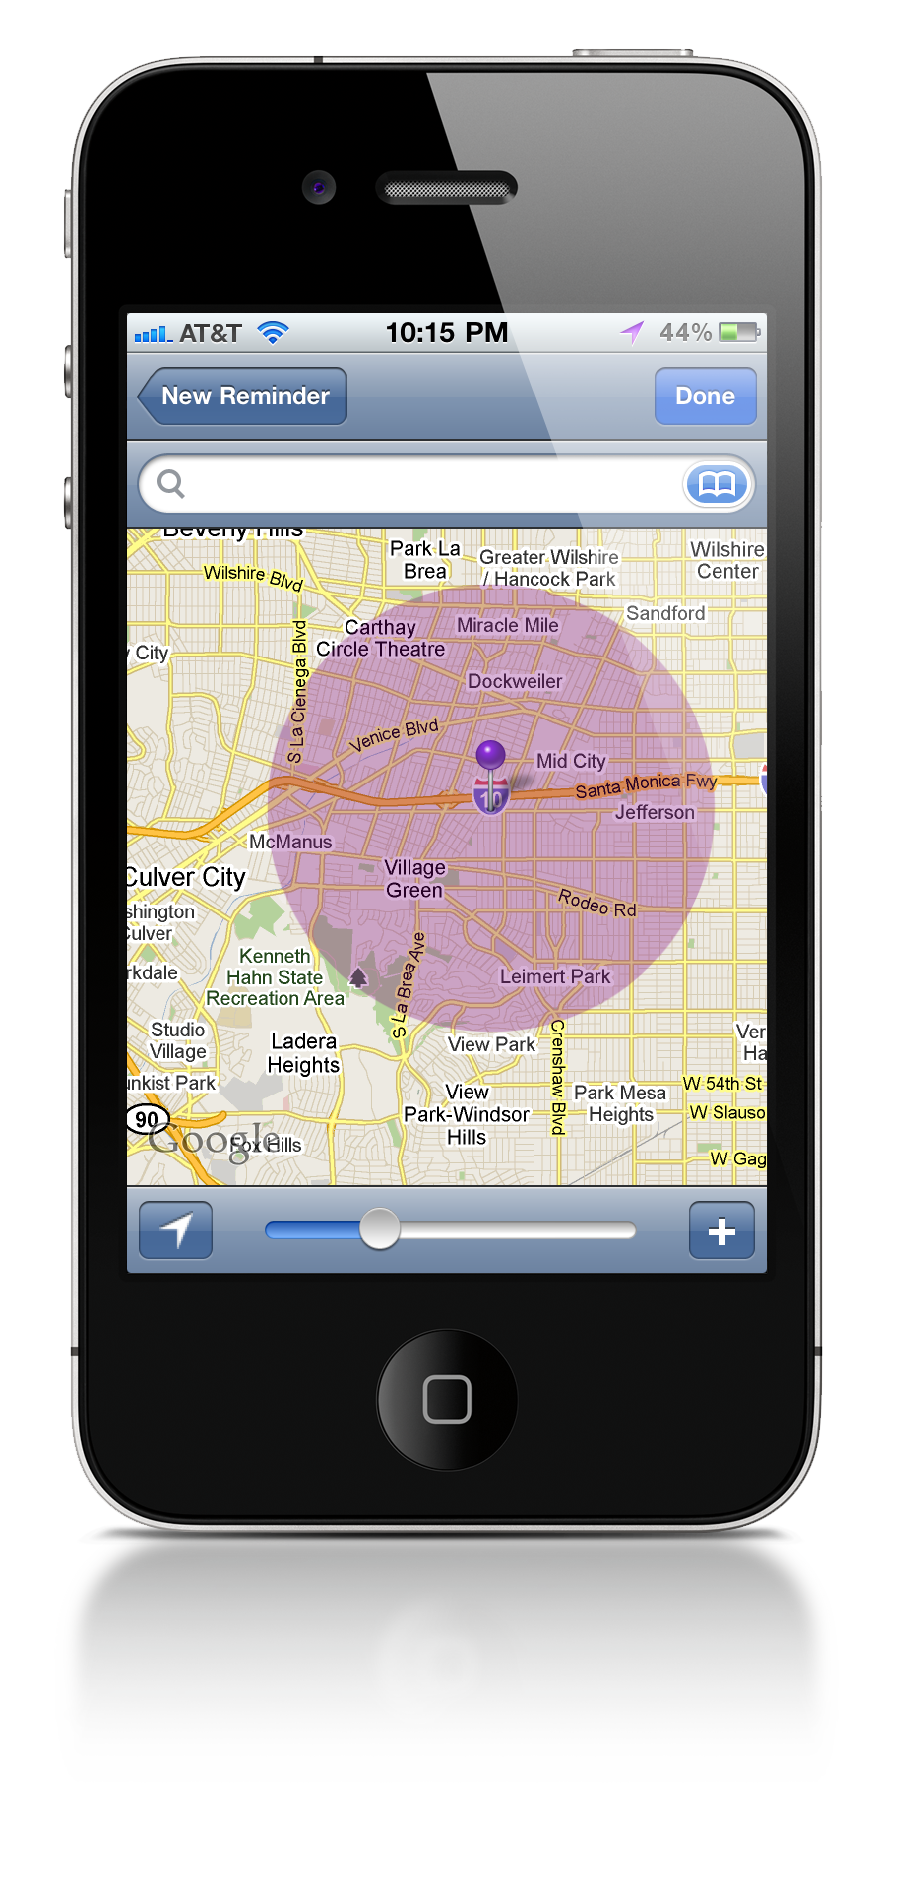 AT&T
10:15 PM
44%
New Reminder
Done
Beverly Hills
Park La
Brea
Greater Wilshire
/ Hancock Park
Wilshire
Center
Wilshire Blvd
Sandford
Carthay
Circle Theatre
Miracle Mile
City
S La Cienega Blvd
Dockweiler
Venice Blvd
Mid City
10
Santa Monica Fwy
Jefferson
McManus
Village
Green
Culver City
Rodeo Rd
shington
Culver
S La Brea Ave
Kenneth
Hahn State
Recreation Area
rkdale
Leimert Park
Studio
Village
Ladera
Heights
View Park
Crenshaw Blvd
Ver
Ha
unkist Park
View
Park-Windsor
Hills
Park Mesa
Heights
W 54th St
W Slauso
90
Google
Fox Hills
W Gag